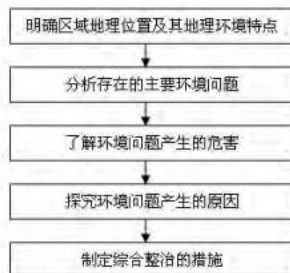 明确区域地理位置及其地理环境特点
分析存在的主要环境问题
了解环境问题产生的危害
探究环境问题产生的原因
制定综合整治的措施